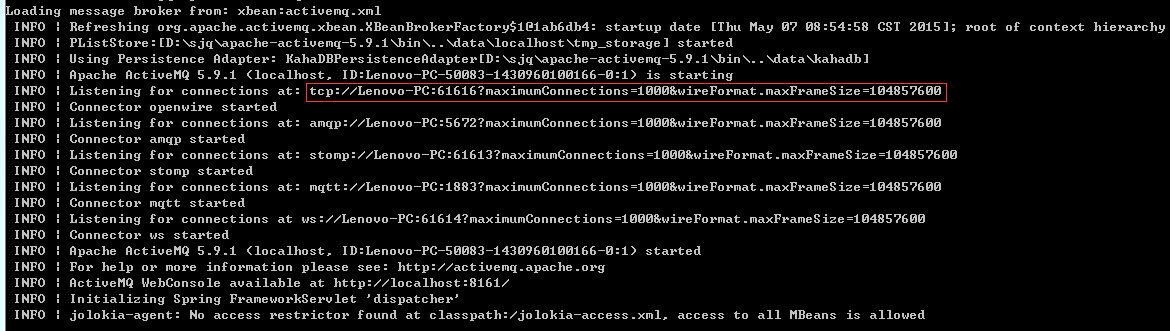 Loading message broker from: xbean:activemq.xml
INFO | Refreshing org.apache.activemq.xbean.XBeanBrokerFactory$1@1ab6db4: startup date [Thu May 07 08:54:58 CST 2015]; root of context hierarchy
INFO | PListStore:[D:\sjq\apache-activemq-5.9.1\bin\..\data\localhost\tmp_storage] started
INFO | Using Persistence Adapter: KahaDBPersistenceAdapter[D:\sjq\apache-activemq-5.9.1\bin\..\data\kahadb]
INFO | Apache ActiveMQ 5.9.1 (localhost, ID:Lenovo-PC-50083-1430960100166-0:1) is starting
INFO | Listening for connections at: tcp://Lenovo-PC:61616?maximumConnections=1000&wireFormat.maxFrameSize=104857600
INFO | Connector openwire started
INFO | Listening for connections at: amqp://Lenovo-PC:5672?maximumConnections=1000&wireFormat.maxFrameSize=104857600
INFO | Connector amqp started
INFO | Listening for connections at: stomp://Lenovo-PC:61613?maximumConnections=1000&wireFormat.maxFrameSize=104857600
INFO | Connector stomp started
INFO | Listening for connections at: mqtt://Lenovo-PC:1883?maximumConnections=1000&wireFormat.maxFrameSize=104857600
INFO | Connector mqtt started
INFO | Listening for connections at ws://Lenovo-PC:61614?maximumConnections=1000&wireFormat.maxFrameSize=104857600
INFO | Connector ws started
INFO | Apache ActiveMQ 5.9.1 (localhost, ID:Lenovo-PC-50083-1430960100166-0:1) started
INFO | For help or more information please see: http://activemq.apache.org
INFO | ActiveMQ WebConsole available at http://localhost:8161/
INFO | Initializing Spring FrameworkServlet 'dispatcher'
INFO | jolokia-agent: No access restrictor found at classpath:/jolokia-access.xml, access to all MBeans is allowed